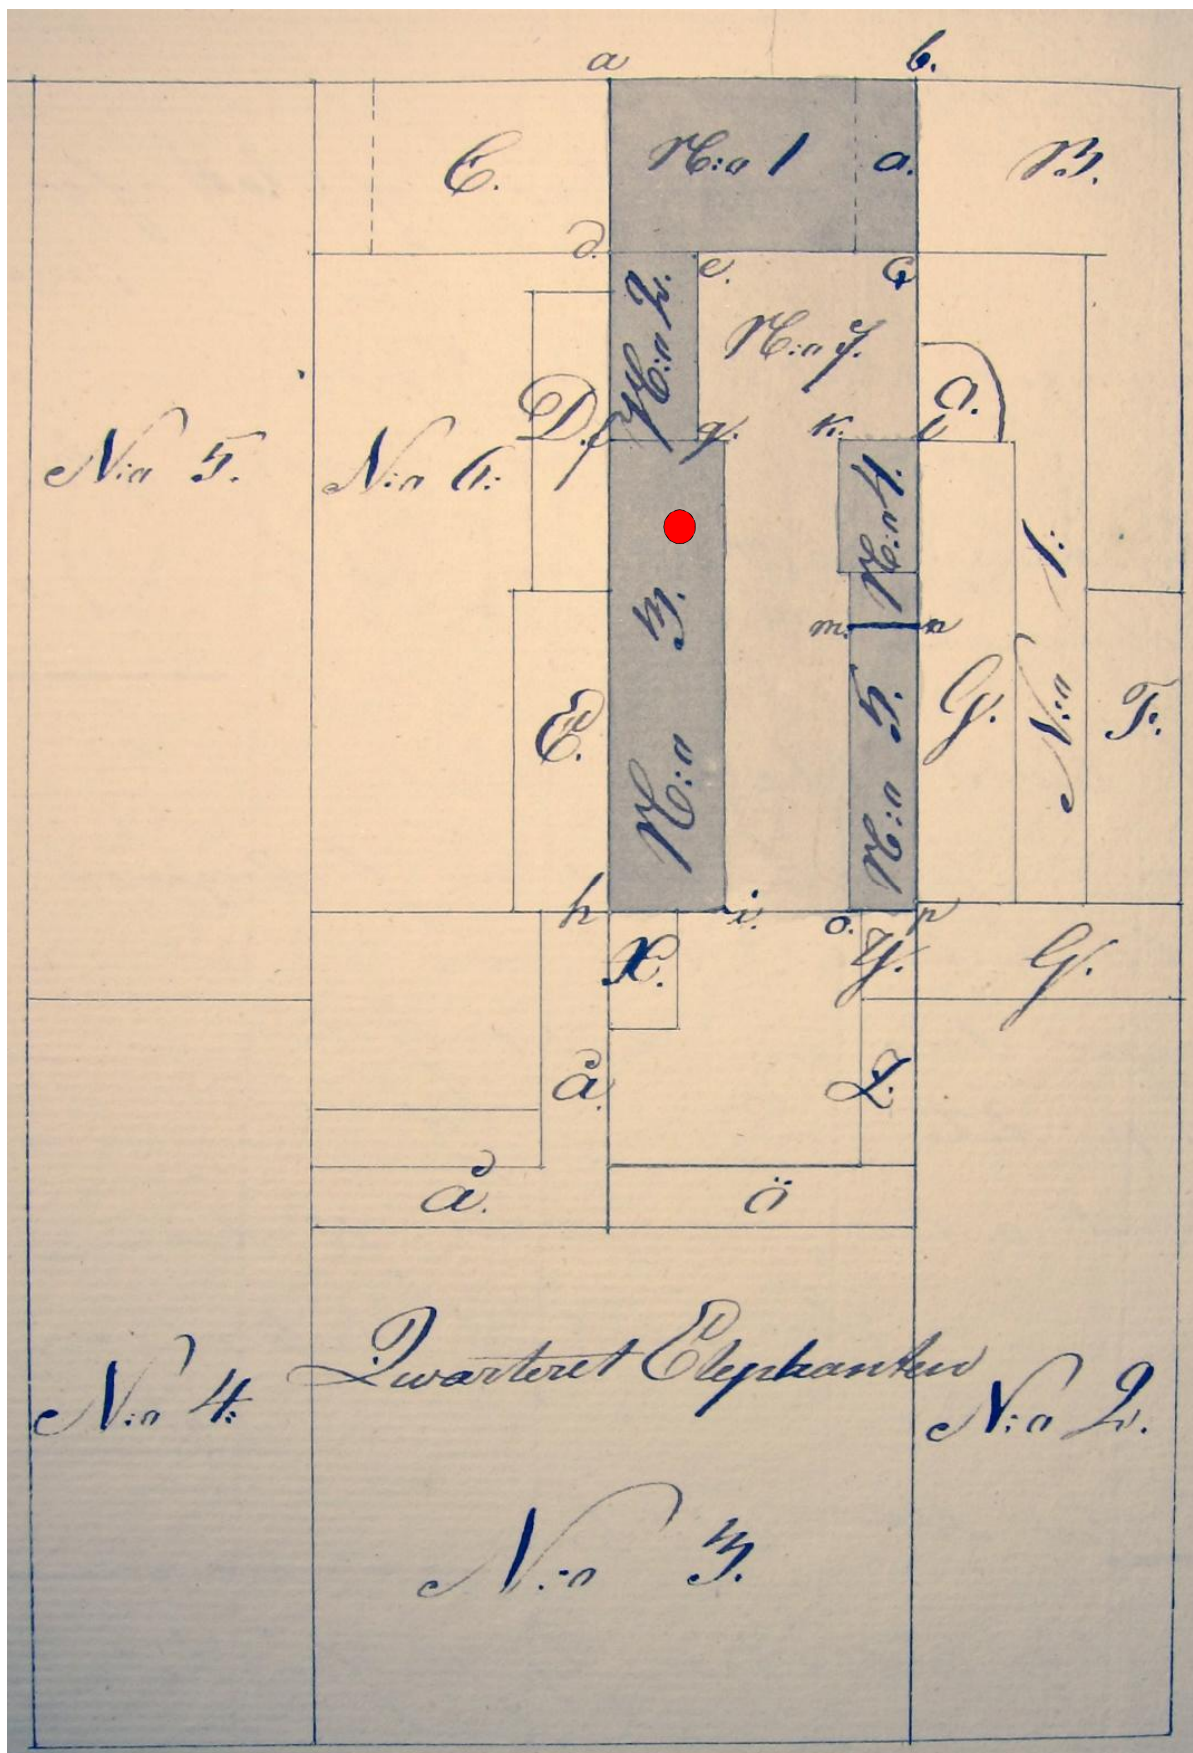 a b.
C. N:o 1 a. B.
d. e. G
N:o 2. N:o 7.
D. f g. k. l a.
N:o 5. N:o 6: N:o 4.
N:o 3. m. n N:o 1:
E. N:o 5. G. F.
h i. o. p
X. Y. G.
å. Z.
å. ö
Qvarteret Elephanten
N:o 4: N:o 2.
N:o 3.